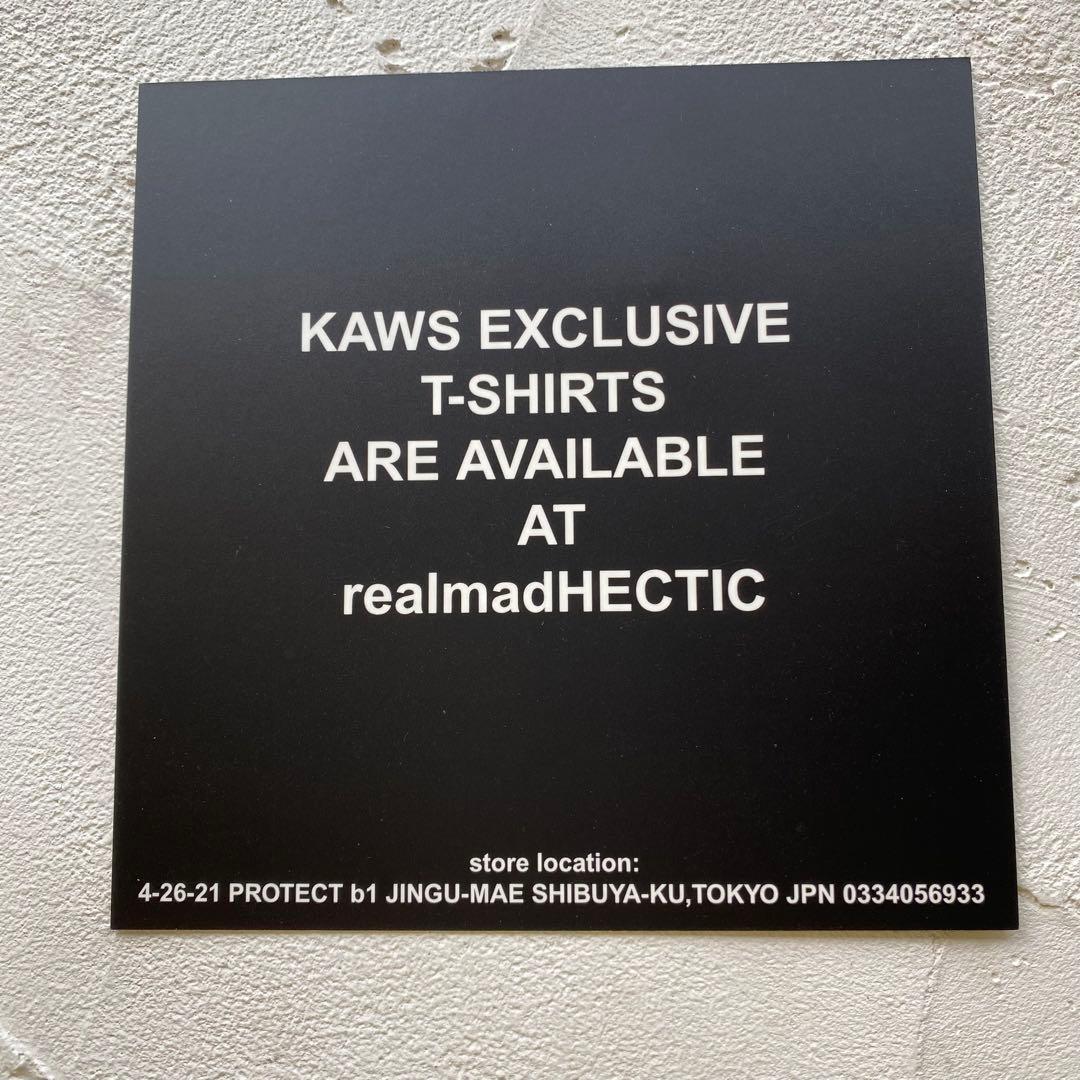 KAWS EXCLUSIVE
T-SHIRTS
ARE AVAILABLE
AT
realmadHECTIC
store location:
4-26-21 PROTECT b1 JINGU-MAE SHIBUYA-KU,TOKYO JPN 0334056933